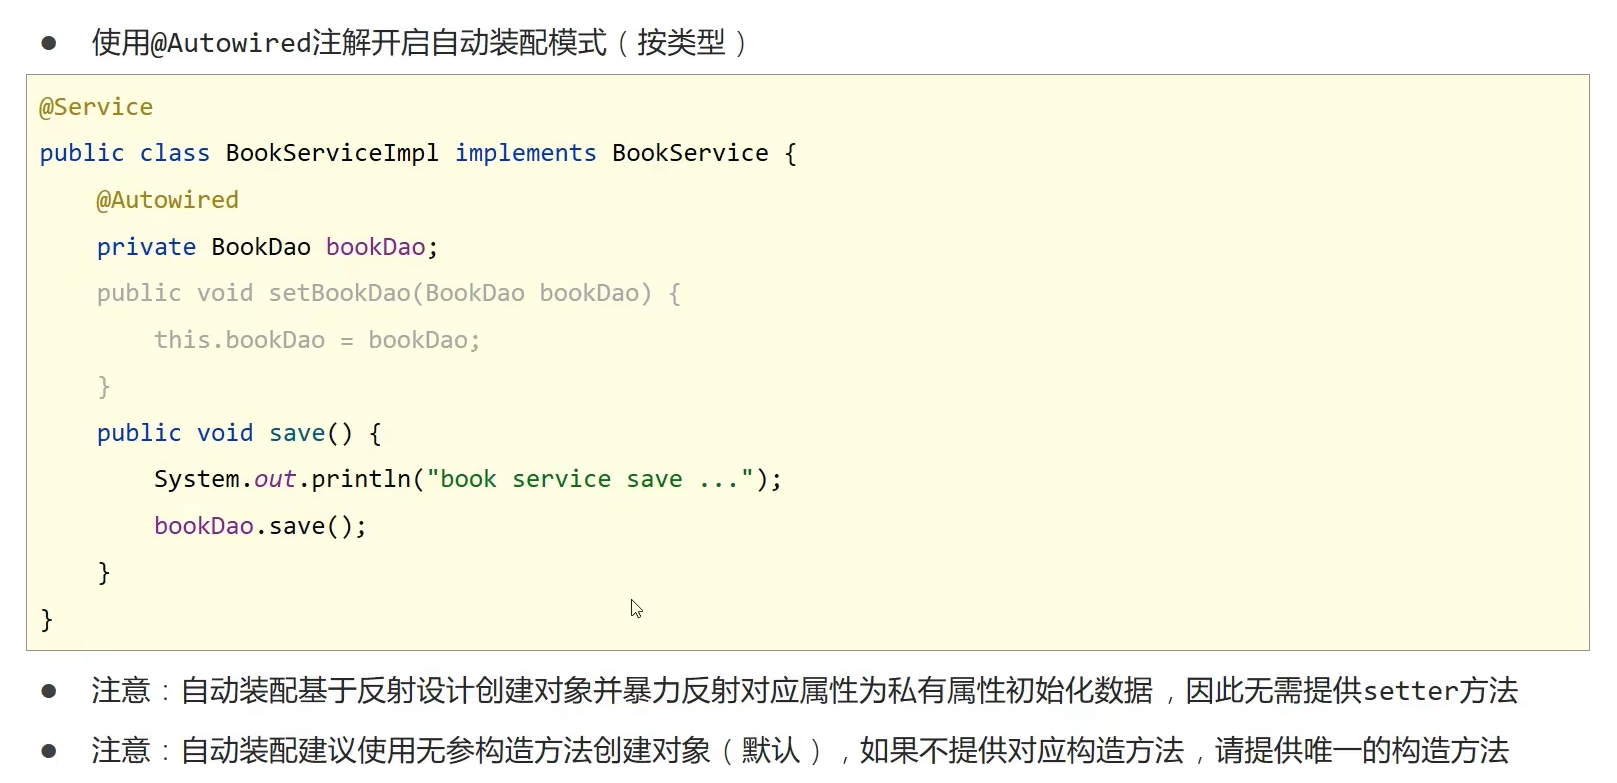 ● 使用@Autowired注解开启自动装配模式（按类型）
@Service
public class BookServiceImpl implements BookService {
    @Autowired
    private BookDao bookDao;
    public void setBookDao(BookDao bookDao) {
        this.bookDao = bookDao;
    }
    public void save() {
        System.out.println("book service save ...");
        bookDao.save();
    }
}
● 注意：自动装配基于反射设计创建对象并暴力反射对应属性为私有属性初始化数据，因此无需提供setter方法
● 注意：自动装配建议使用无参构造方法创建对象（默认），如果不提供对应构造方法，请提供唯一的构造方法